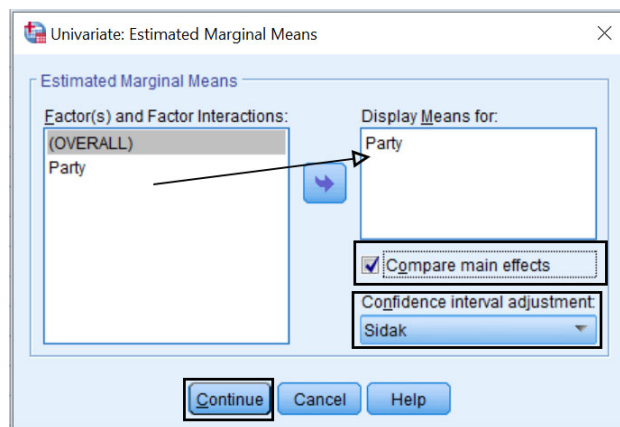 Univariate: Estimated Marginal Means
Estimated Marginal Means
Factor(s) and Factor Interactions:
(OVERALL)
Party
Display Means for:
Party
Compare main effects
Confidence interval adjustment:
Sidak
Continue
Cancel
Help